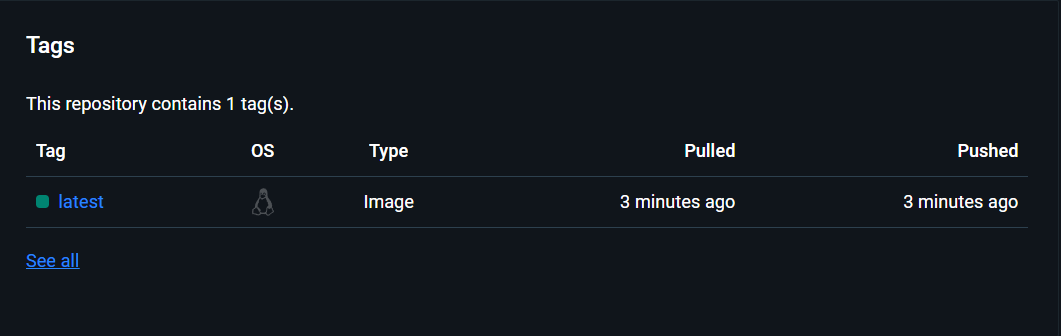 Tags
This repository contains 1 tag(s).
Tag OS Type Pulled Pushed
latest Image 3 minutes ago 3 minutes ago
See all